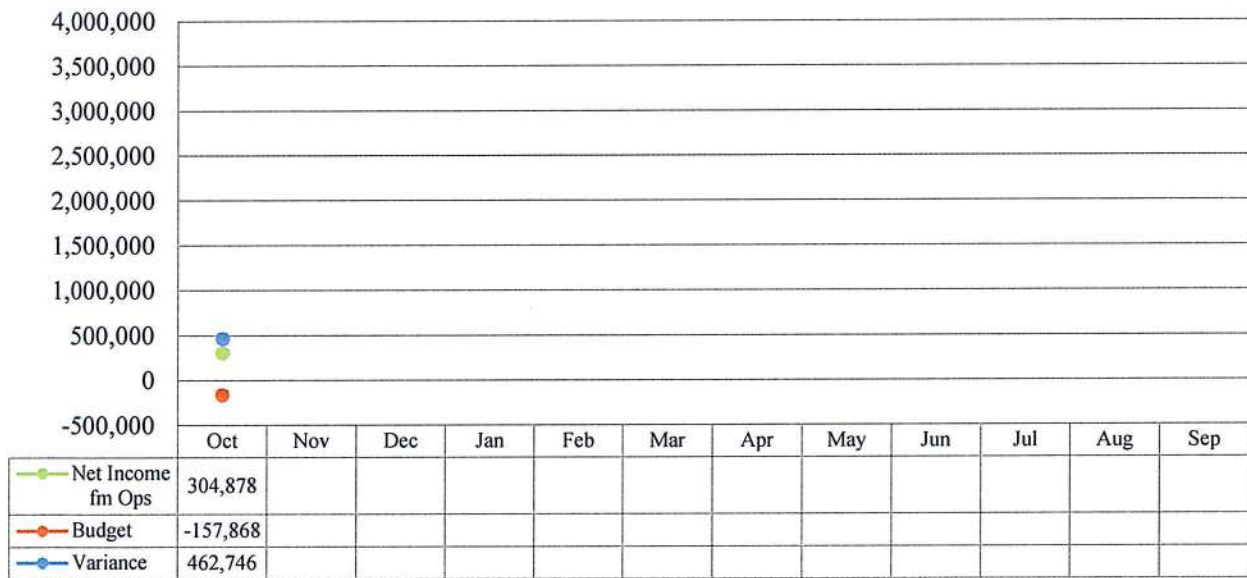 4,000,000
3,500,000
3,000,000
2,500,000
2,000,000
1,500,000
1,000,000
500,000
0
-500,000
Oct Nov Dec Jan Feb Mar Apr May Jun Jul Aug Sep
Net Income
fm Ops 304,878
Budget -157,868
Variance 462,746